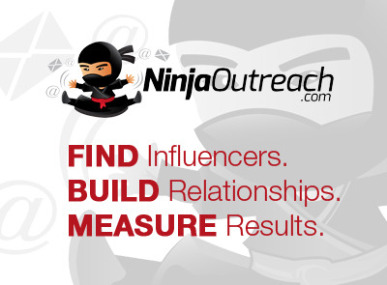 NinjaOutreach
.com
FIND Influencers.
BUILD Relationships.
MEASURE Results.